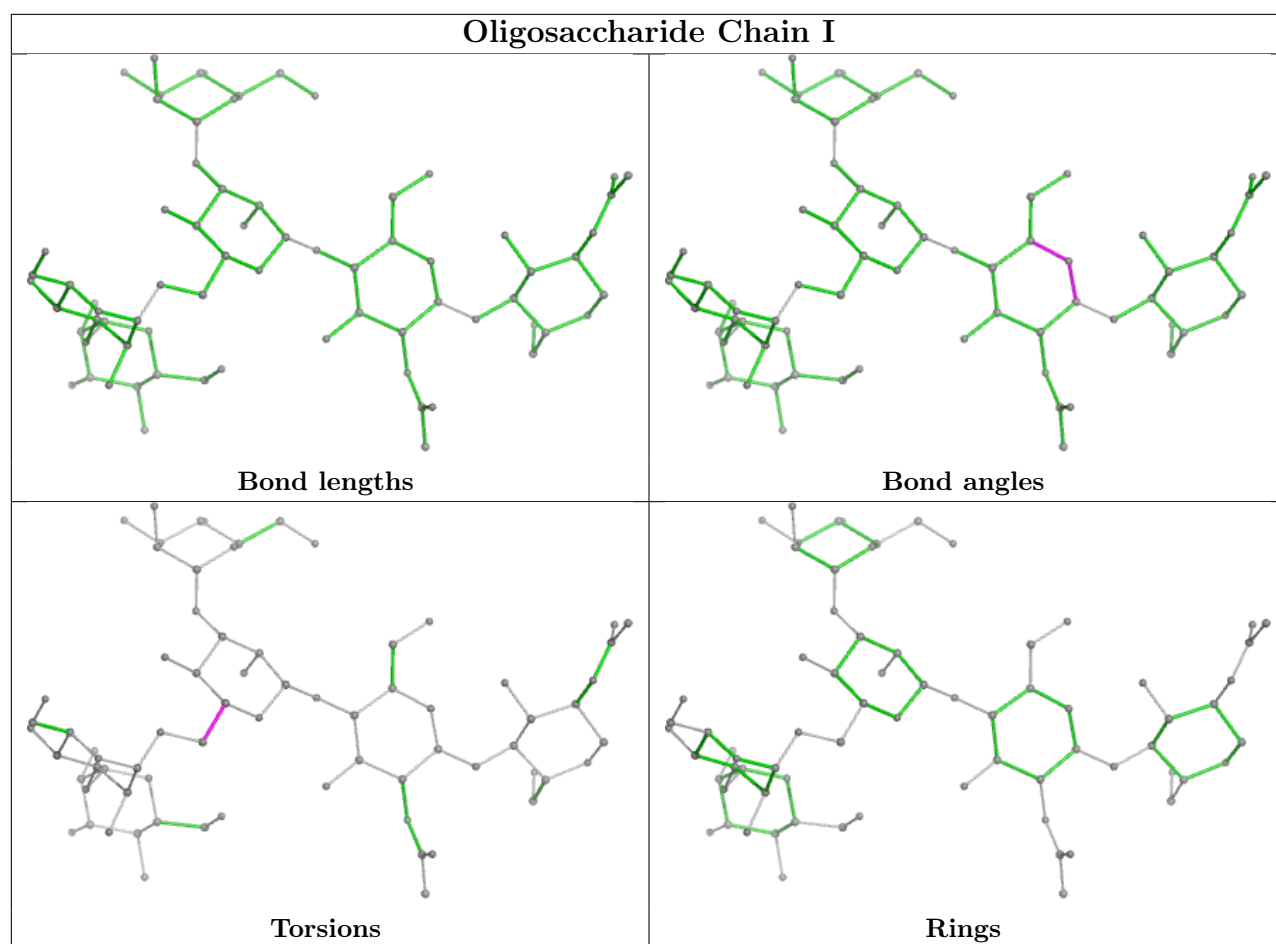 Oligosaccharide Chain I
Bond lengths
Bond angles
Torsions
Rings